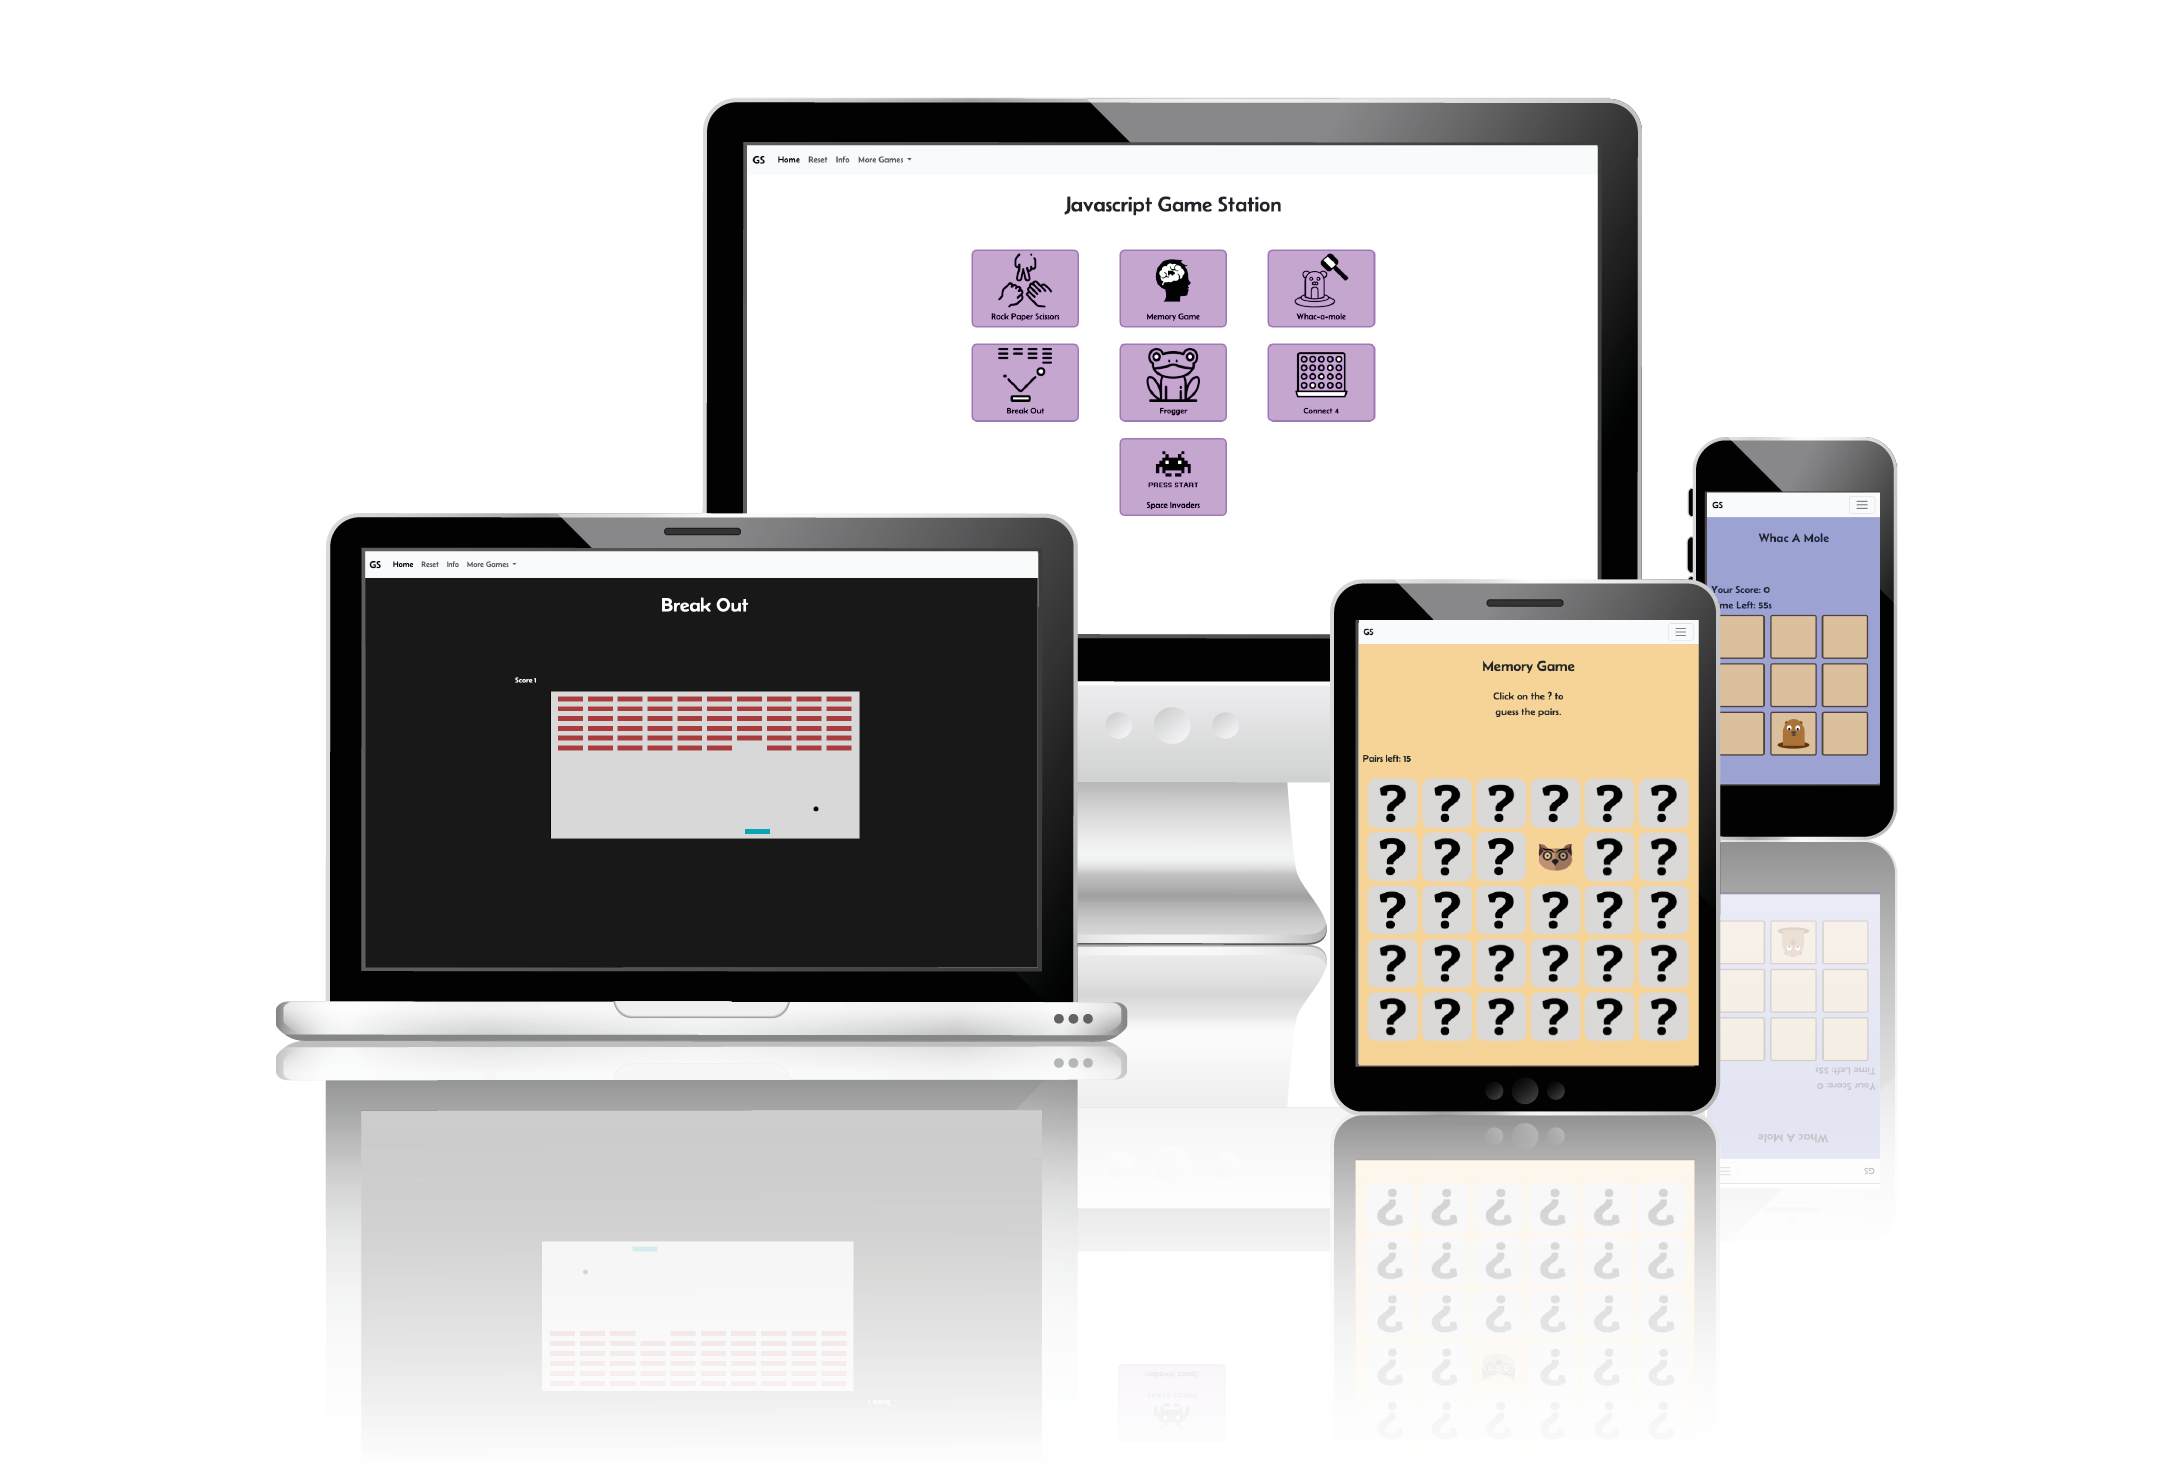 GS Home Reset Info More Games
Javascript Game Station
Rock Paper Scissors
Memory Game
Whac-a-mole
Break Out
Frogger
Connect 4
PRESS START
Space Invaders
GS Home Reset Info More Games
Break Out
Score 1
GS
Memory Game
Click on the ? to
guess the pairs.
Pairs left: 15
? ? ? ? ? ?
? ? ? ? ?
? ? ? ? ? ?
? ? ? ? ? ?
? ? ? ? ? ?
GS
Whac A Mole
Your Score: 0
me Left: 55s